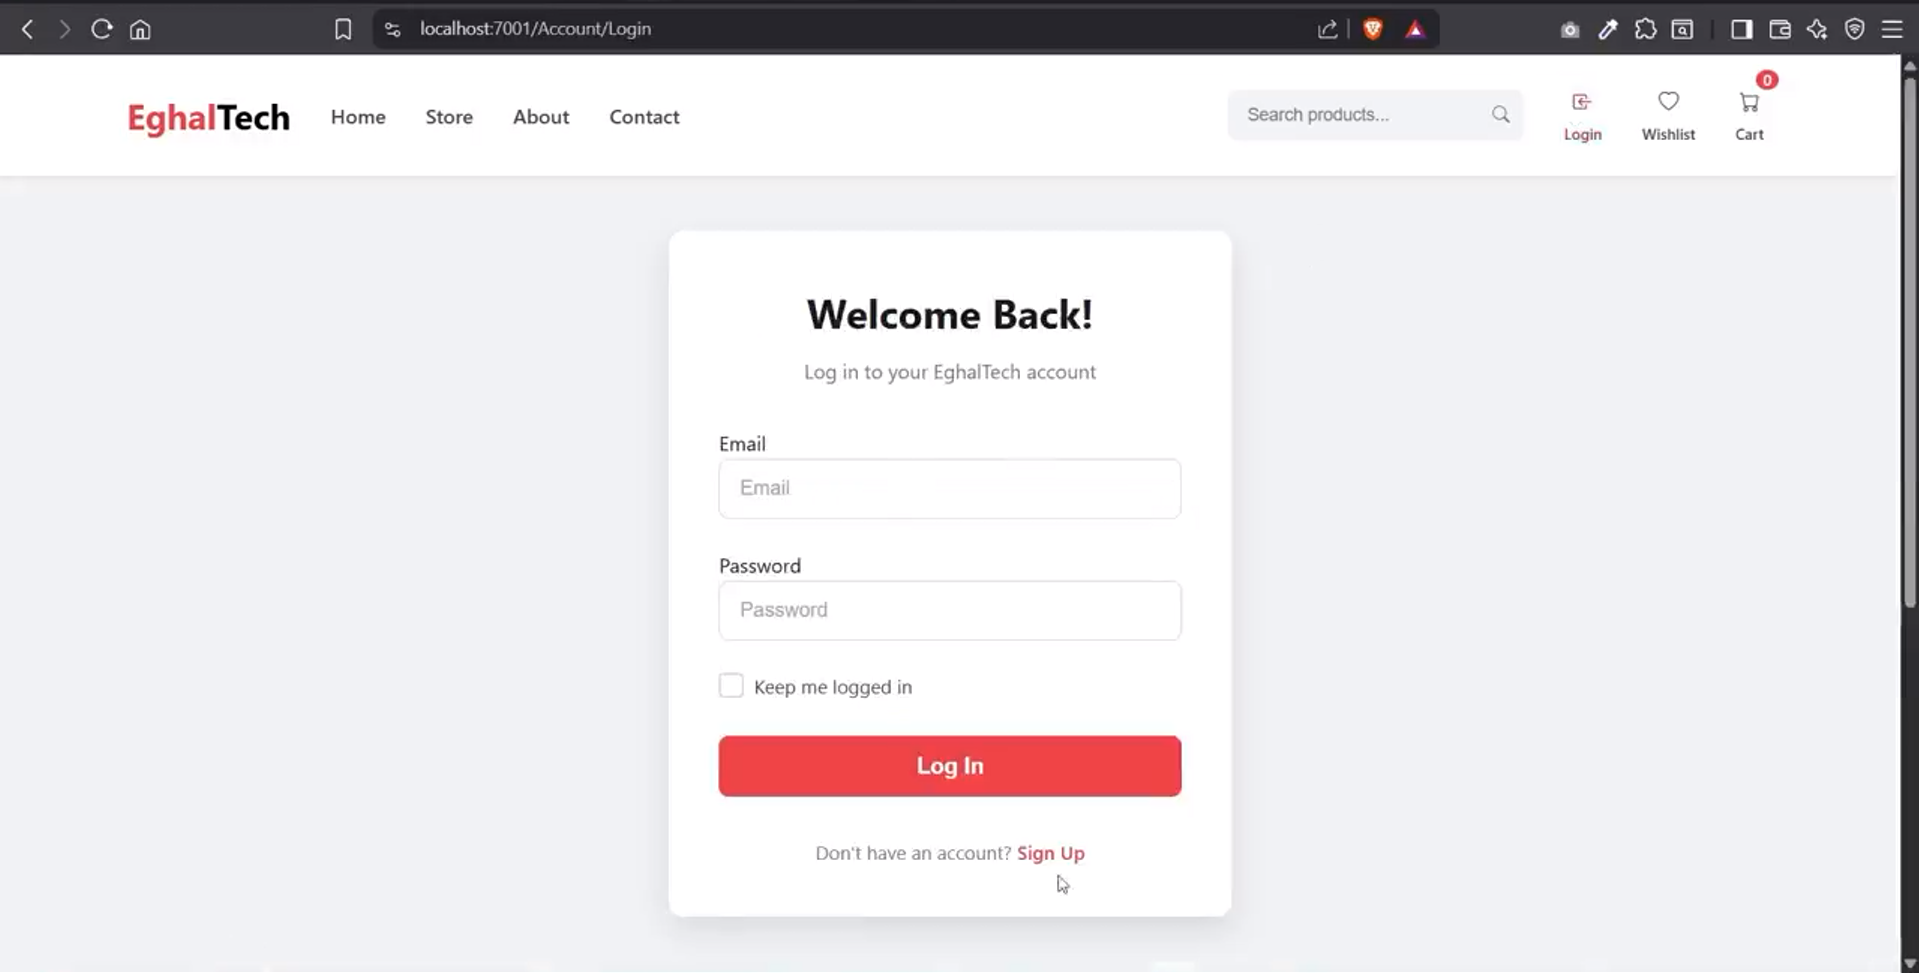 localhost:7001/Account/Login
EghalTech
Home
Store
About
Contact
Search products...
Login
Wishlist
0
Cart
Welcome Back!
Log in to your EghalTech account
Email
Email
Password
Password
Keep me logged in
Log In
Don't have an account? Sign Up